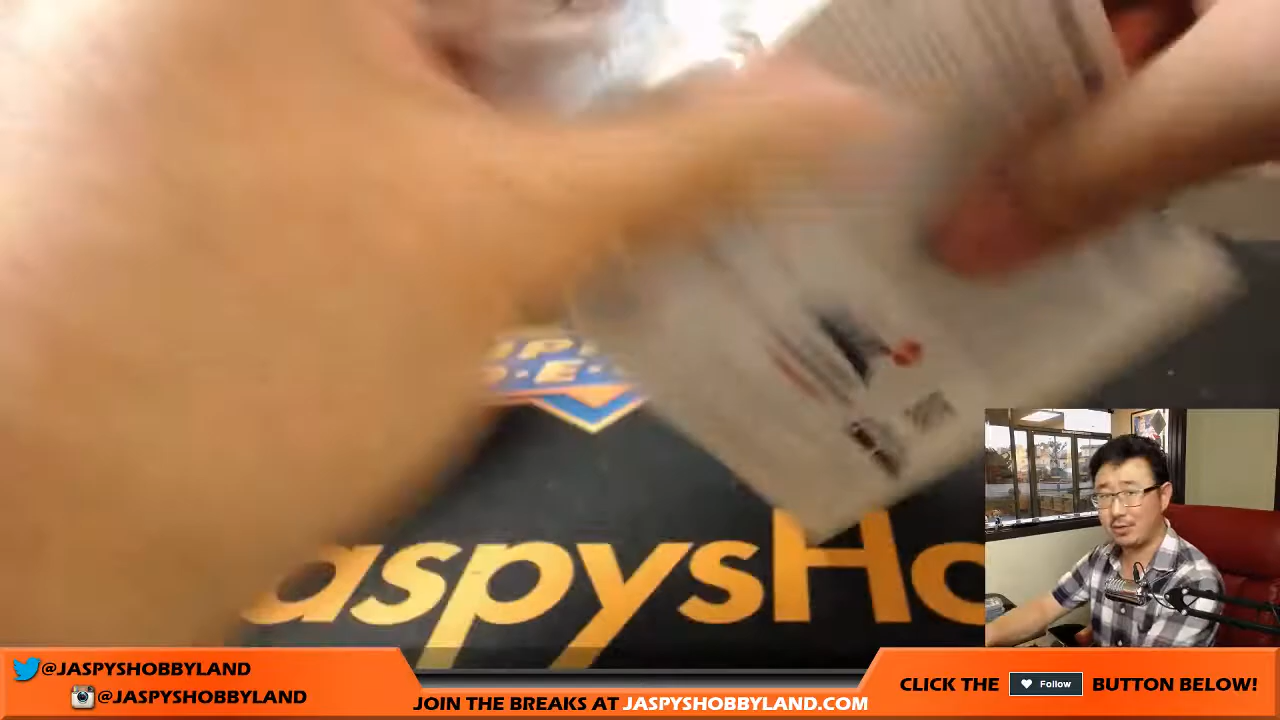 aspysHo
@JASPYSHOBBYLAND
@JASPYSHOBBYLAND
JOIN THE BREAKS AT JASPYSHOBBYLAND.COM
CLICK THE Follow BUTTON BELOW!